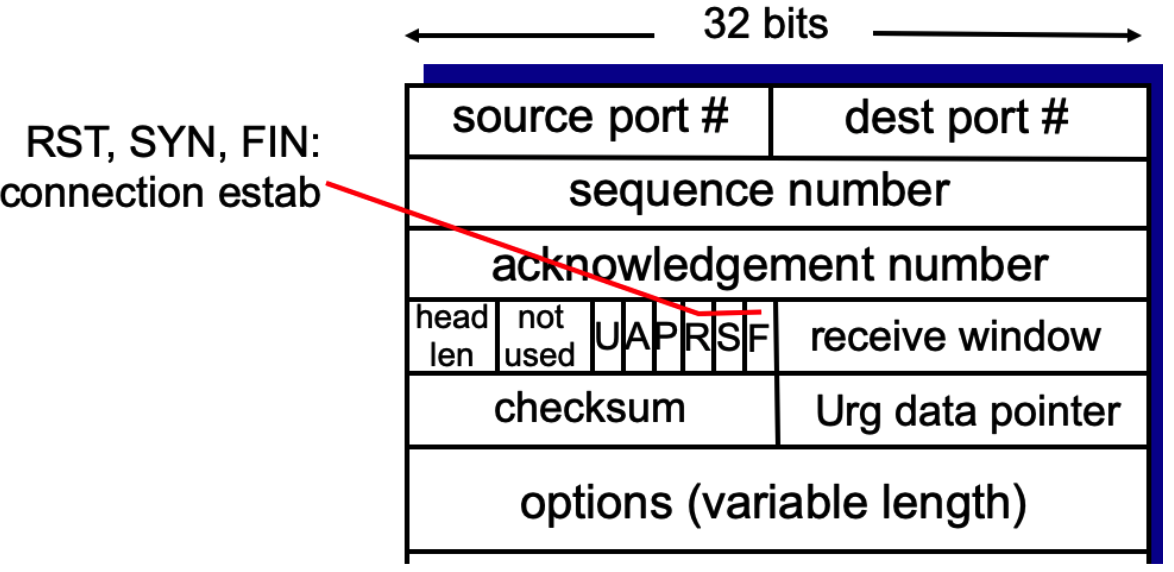 32 bits
source port # dest port #
RST, SYN, FIN:
connection estab
sequence number
acknowledgement number
head len
not used
U A P R S F
receive window
checksum Urg data pointer
options (variable length)